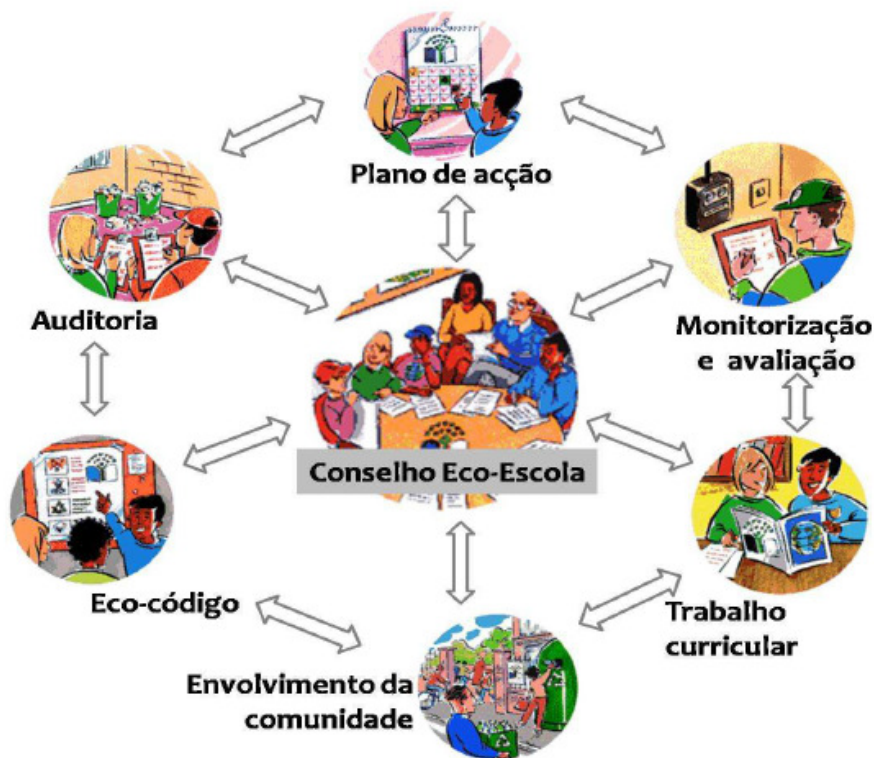 Plano de acção
Auditoria
Monitorização
e avaliação
Conselho Eco-Escola
Eco-código
Trabalho
curricular
Envolvimento da
comunidade